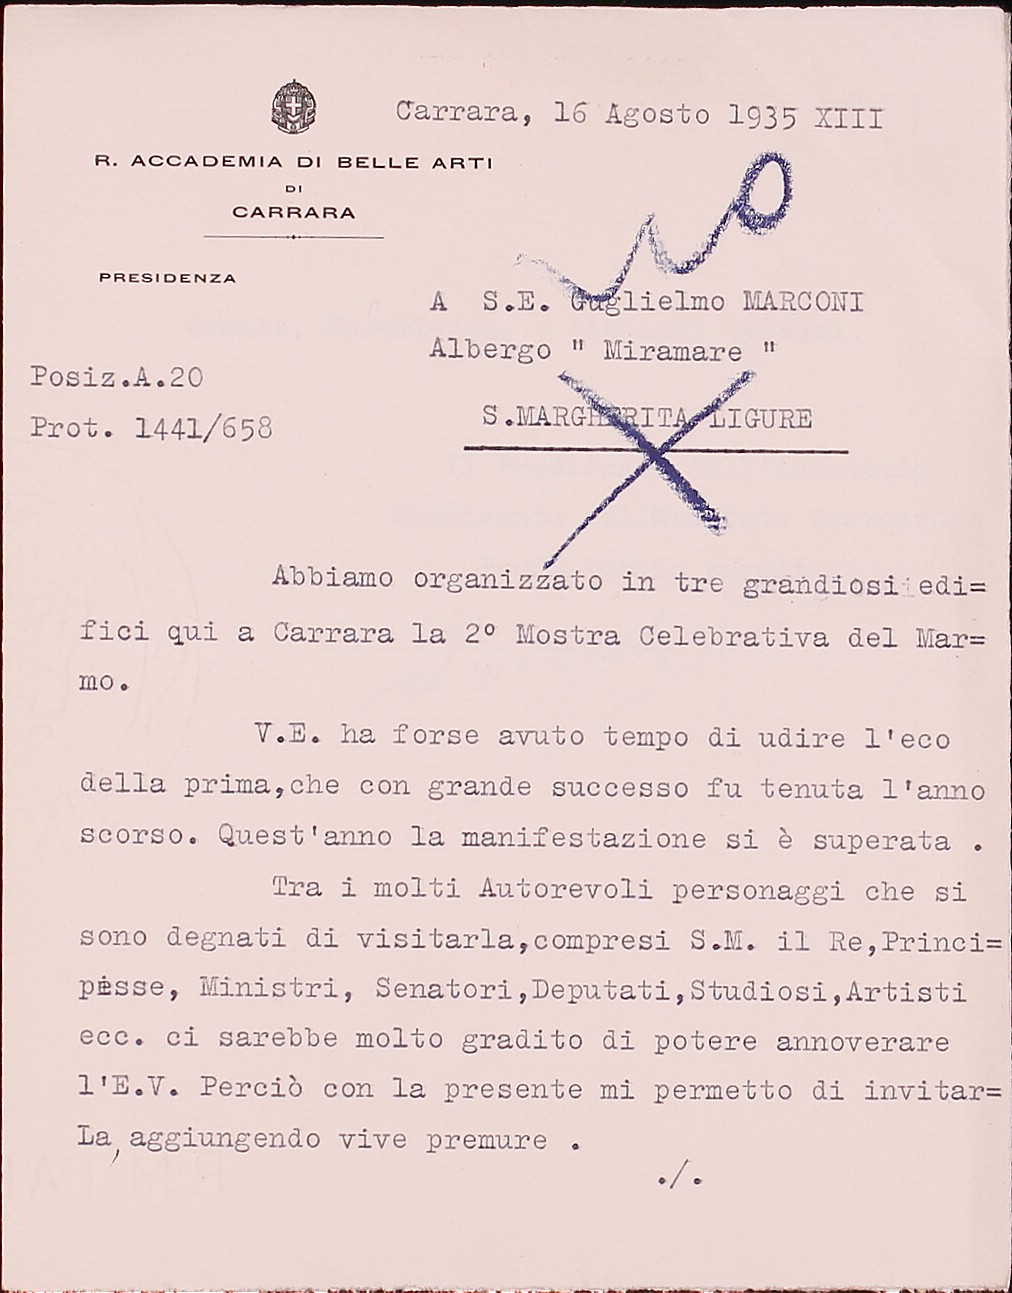 Carrara, 16 Agosto 1935 XIII
R. ACCADEMIA DI BELLE ARTI
DI
CARRARA
PRESIDENZA
A S.E. Guglielmo MARCONI
Albergo " Miramare "
S.MARGHERITA LIGURE
Posiz.A.20
Prot. 1441/658
Abbiamo organizzato in tre grandiosi edi=
fici qui a Carrara la 2º Mostra Celebrativa del Mar=
mo.
V.E. ha forse avuto tempo di udire l'eco
della prima,che con grande successo fu tenuta l'anno
scorso. Quest'anno la manifestazione si è superata .
Tra i molti Autorevoli personaggi che si
sono degnati di visitarla,compresi S.M. il Re,Princi=
pesse, Ministri, Senatori,Deputati,Studiosi,Artisti
ecc. ci sarebbe molto gradito di potere annoverare
l'E.V. Perciò con la presente mi permetto di invitar=
La, aggiungendo vive premure .
./.